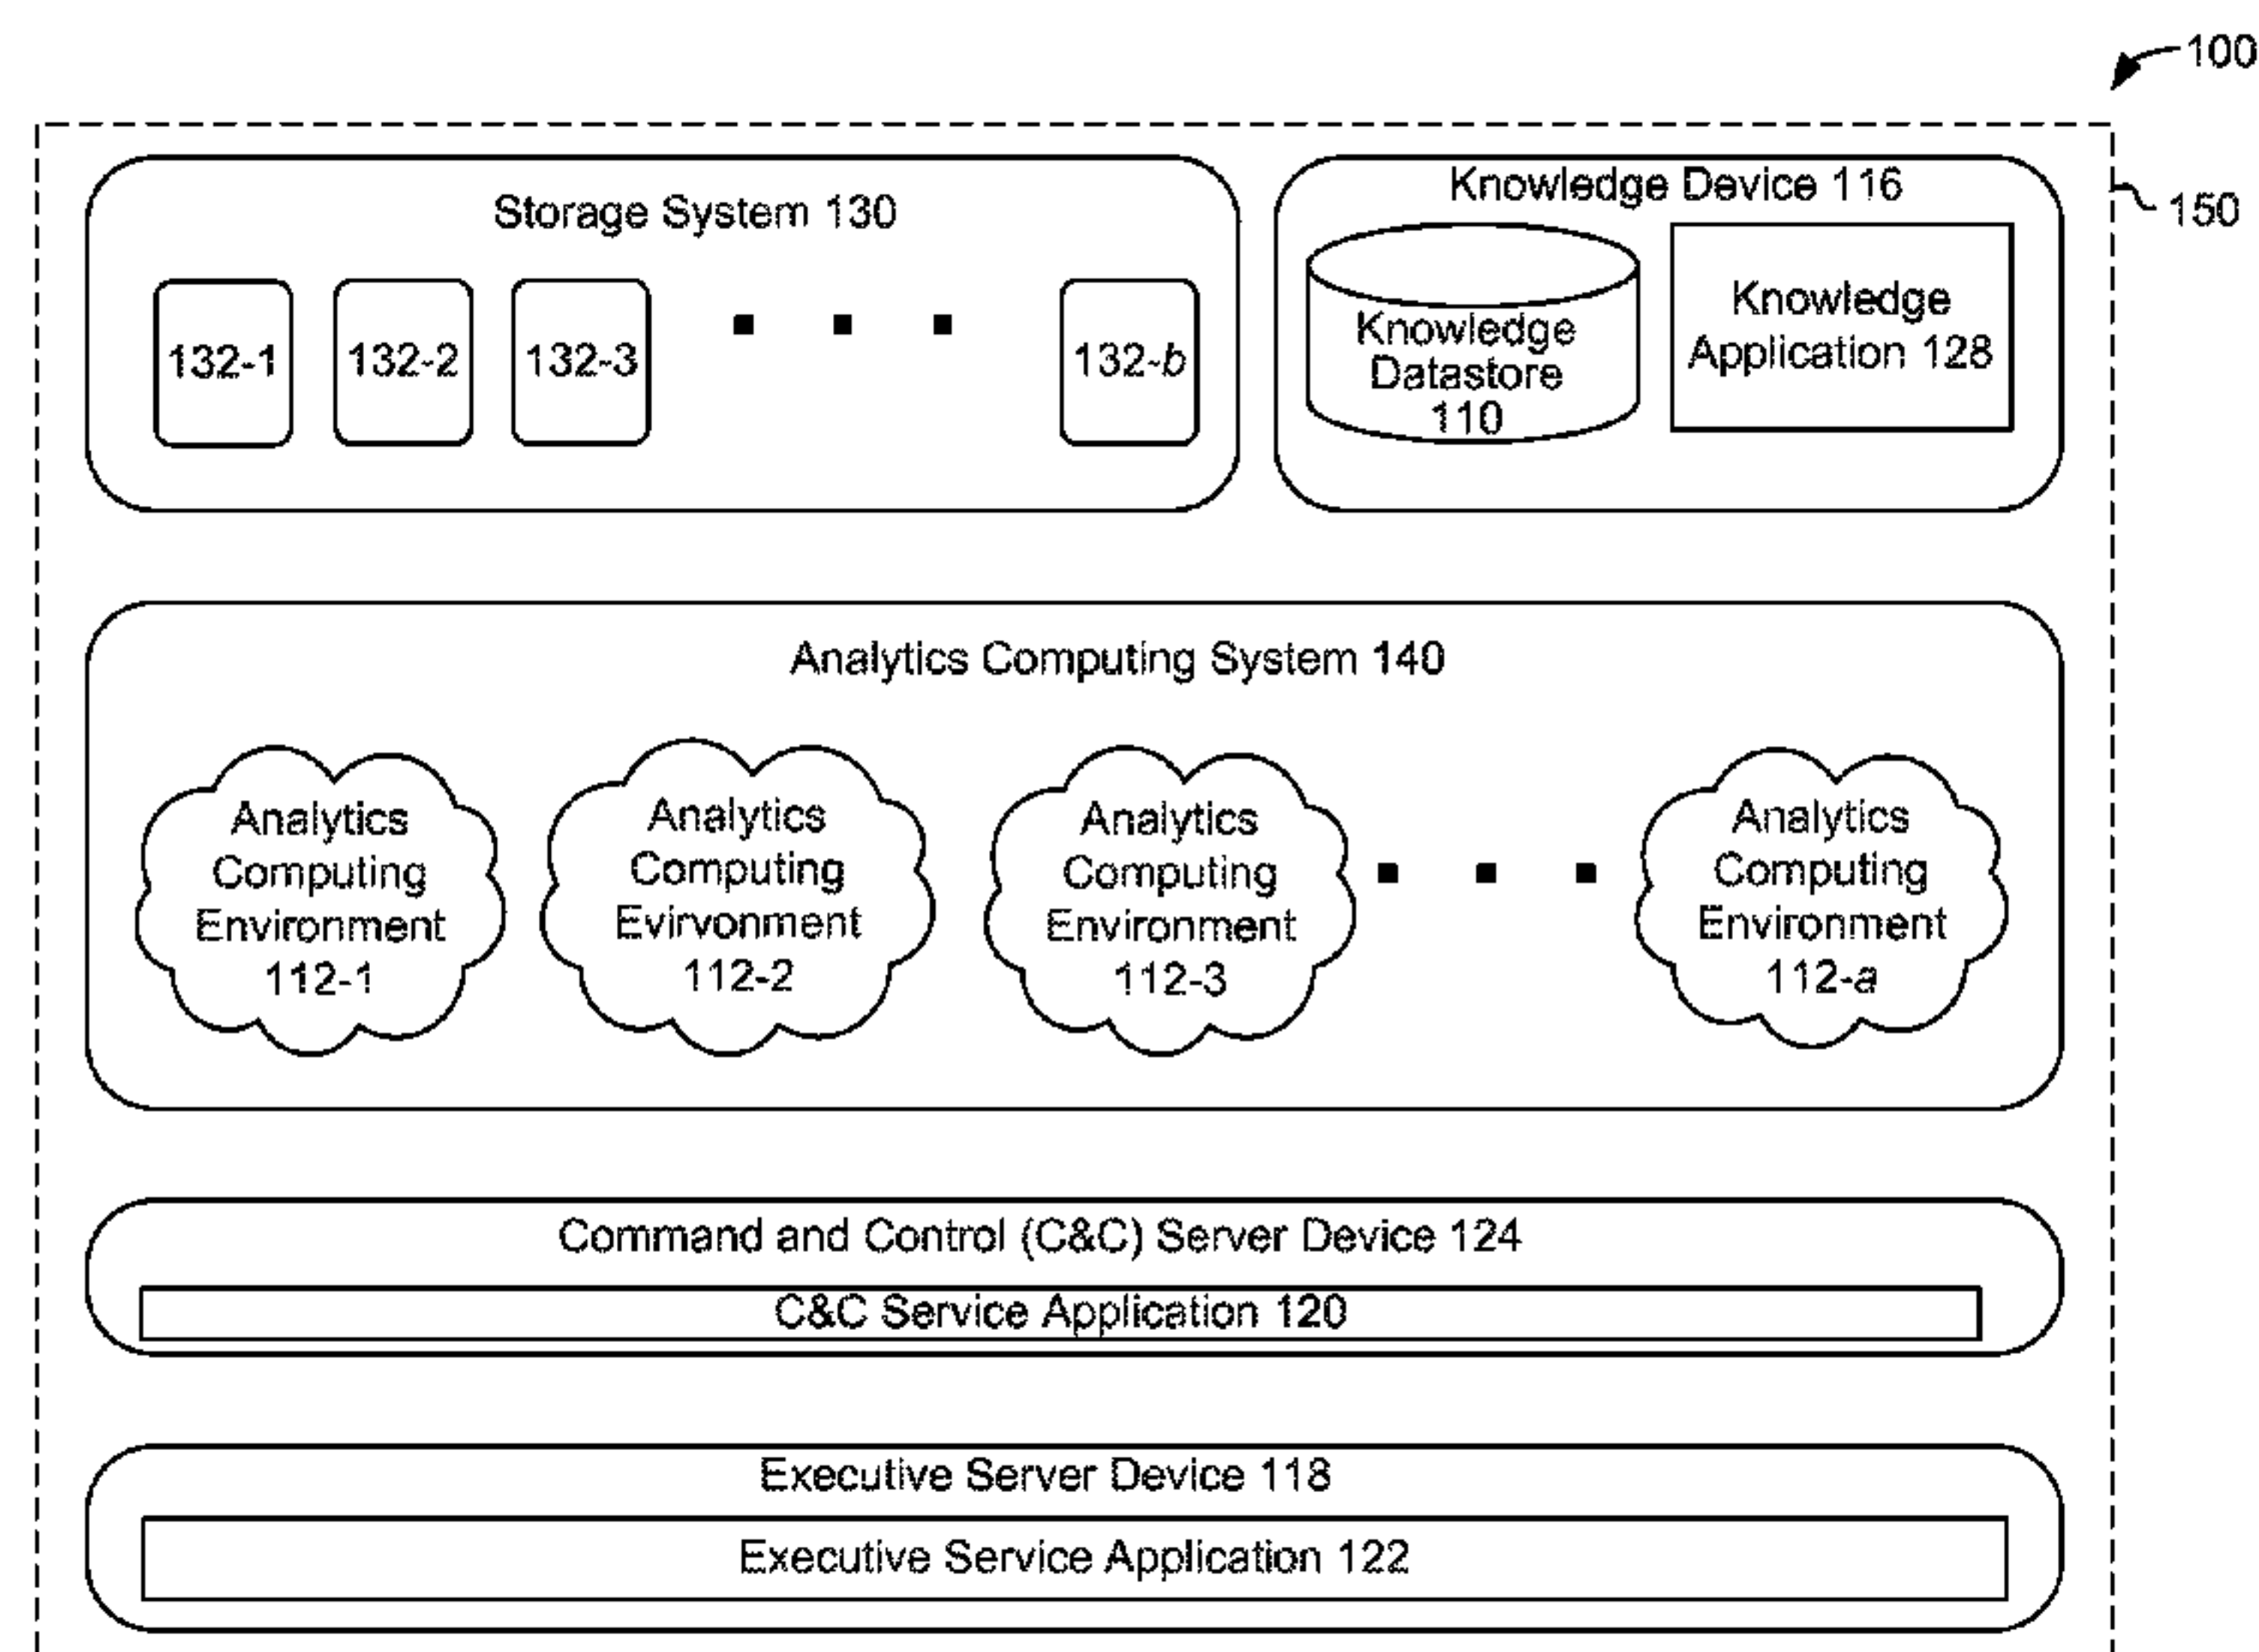 100
150
Storage System 130
132-1 132-2 132-3 132-b
Knowledge Device 116
Knowledge
Datastore
110
Knowledge
Application 128
Analytics Computing System 140
Analytics
Computing
Environment
112-1
Analytics
Computing
Evirvonment
112-2
Analytics
Computing
Environment
112-3
Analytics
Computing
Environment
112-a
Command and Control (C&C) Server Device 124
C&C Service Application 120
Executive Server Device 118
Executive Service Application 122